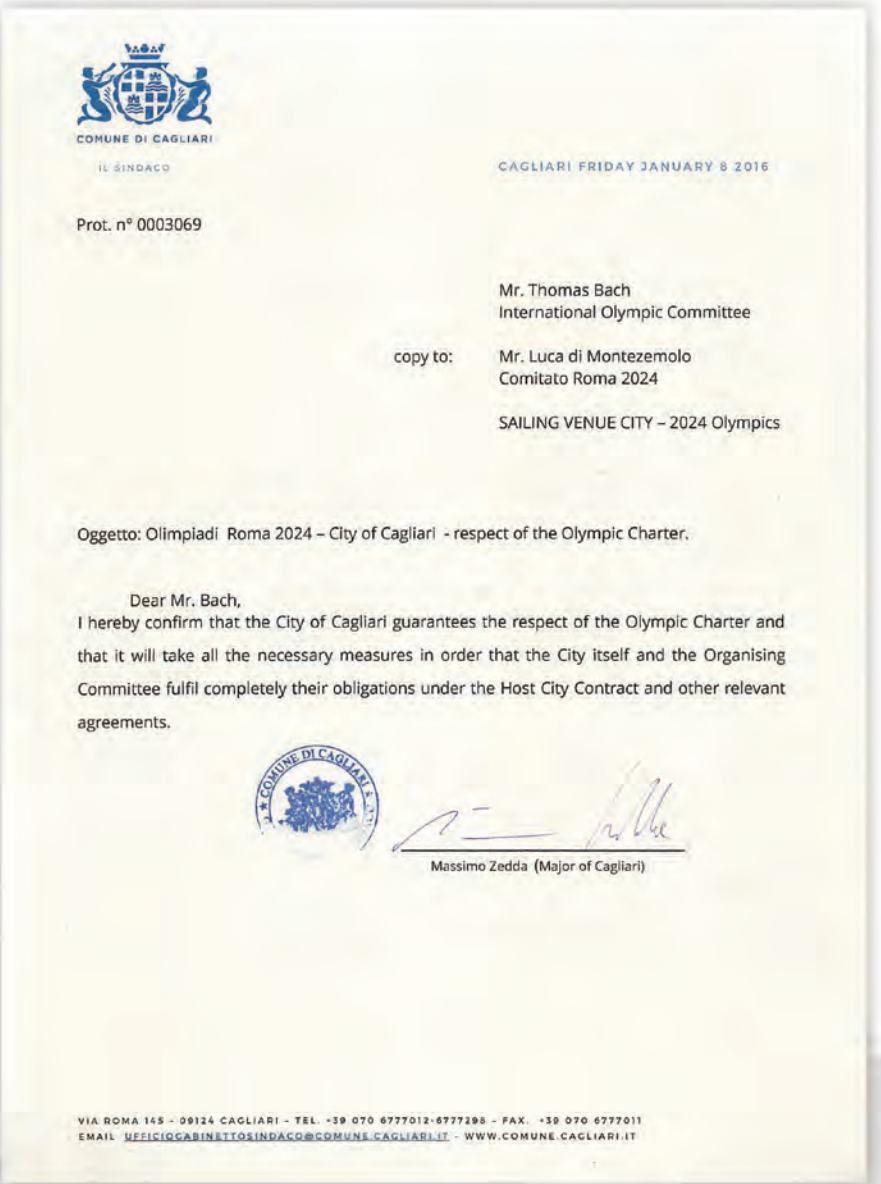 COMUNE DI CAGLIARI
IL SINDACO
CAGLIARI FRIDAY JANUARY 8 2016
Prot. n° 0003069
Mr. Thomas Bach
International Olympic Committee
copy to: Mr. Luca di Montezemolo
Comitato Roma 2024
SAILING VENUE CITY – 2024 Olympics
Oggetto: Olimpiadi Roma 2024 – City of Cagliari - respect of the Olympic Charter.
Dear Mr. Bach,
I hereby confirm that the City of Cagliari guarantees the respect of the Olympic Charter and
that it will take all the necessary measures in order that the City itself and the Organising
Committee fulfil completely their obligations under the Host City Contract and other relevant
agreements.
COMUNE DI CAGLIARI
Massimo Zedda (Major of Cagliari)
VIA ROMA 145 - 09124 CAGLIARI - TEL. +39 070 6777012-6777298 - FAX. +39 070 6777011
EMAIL UFFICIOGABINETTOSINDACO@COMUNE.CAGLIARI.IT - WWW.COMUNE.CAGLIARI.IT